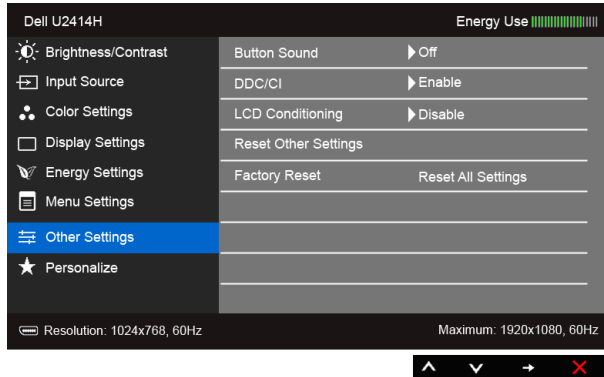 Dell U2414H Energy Use
Brightness/Contrast Button Sound Off
Input Source DDC/CI Enable
Color Settings LCD Conditioning Disable
Display Settings Reset Other Settings
Energy Settings Factory Reset Reset All Settings
Menu Settings
Other Settings
Personalize
Resolution: 1024x768, 60Hz Maximum: 1920x1080, 60Hz